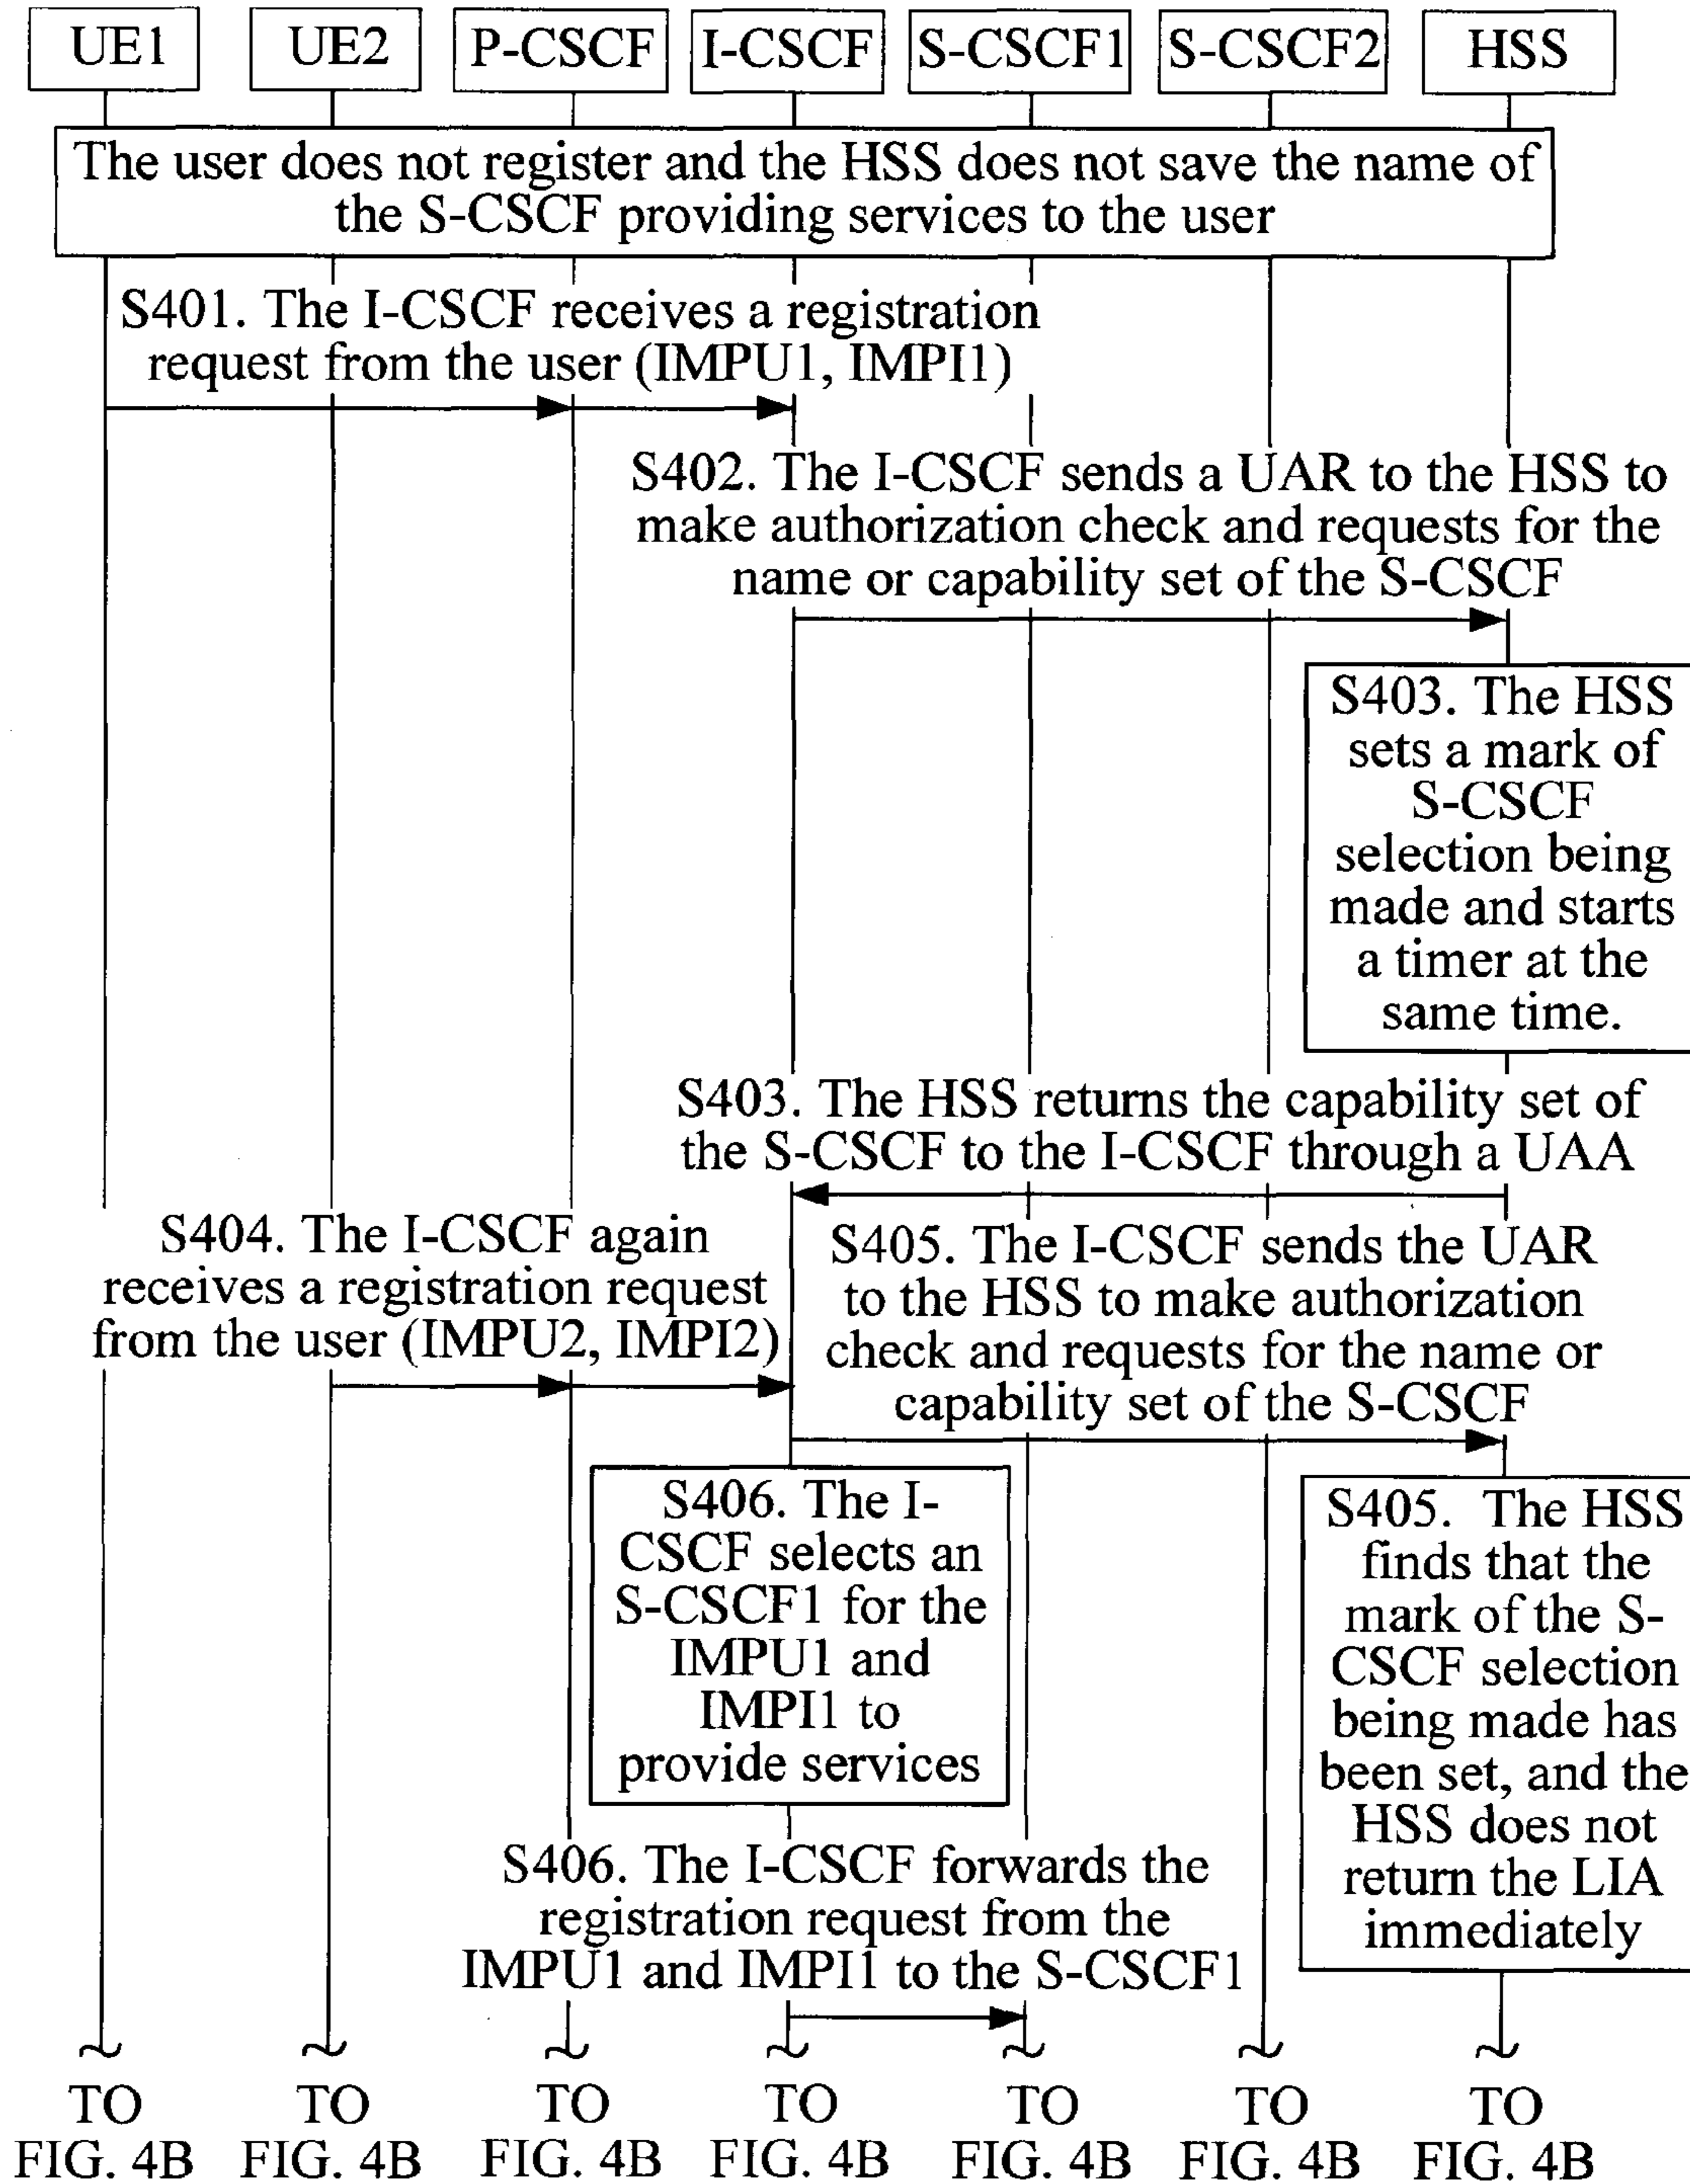 UE1 UE2 P-CSCF I-CSCF S-CSCF1 S-CSCF2 HSS
The user does not register and the HSS does not save the name of
the S-CSCF providing services to the user
S401. The I-CSCF receives a registration
request from the user (IMPU1, IMPI1)
S402. The I-CSCF sends a UAR to the HSS to
make authorization check and requests for the
name or capability set of the S-CSCF
S403. The HSS
sets a mark of
S-CSCF
selection being
made and starts
a timer at the
same time.
S403. The HSS returns the capability set of
the S-CSCF to the I-CSCF through a UAA
S404. The I-CSCF again
receives a registration request
from the user (IMPU2, IMPI2)
S405. The I-CSCF sends the UAR
to the HSS to make authorization
check and requests for the name or
capability set of the S-CSCF
S406. The I-
CSCF selects an
S-CSCF1 for the
IMPU1 and
IMPI1 to
provide services
S405. The HSS
finds that the
mark of the S-
CSCF selection
being made has
been set, and the
HSS does not
return the LIA
immediately
S406. The I-CSCF forwards the
registration request from the
IMPU1 and IMPI1 to the S-CSCF1
TO TO TO TO TO TO TO
FIG. 4B FIG. 4B FIG. 4B FIG. 4B FIG. 4B FIG. 4B FIG. 4B